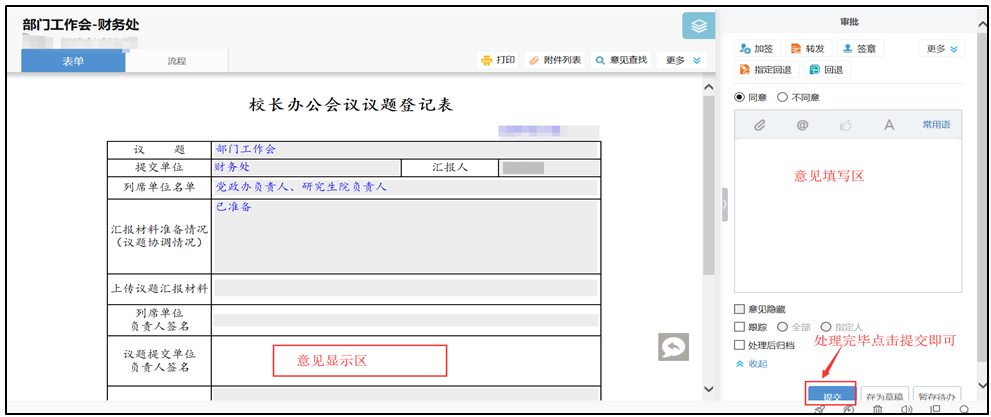 部门工作会-财务处
表单 流程
打印 附件列表 意见查找 更多
校长办公会议议题登记表
议 题 部门工作会
提交单位 财务处 汇报人
列席单位名单 党政办负责人、研究生院负责人
汇报材料准备情况 已准备
(议题协调情况)
上传议题汇报材料
列席单位
负责人签名
议题提交单位
负责人签名
意见显示区
审批
加签 转发 签章 更多
指定回退 回退
同意 不同意
@ A 常用语
意见填写区
意见隐藏
跟踪 全部 指定人
处理后归档
处理完毕点击提交即可
收起
提交 存为草稿 暂存待办